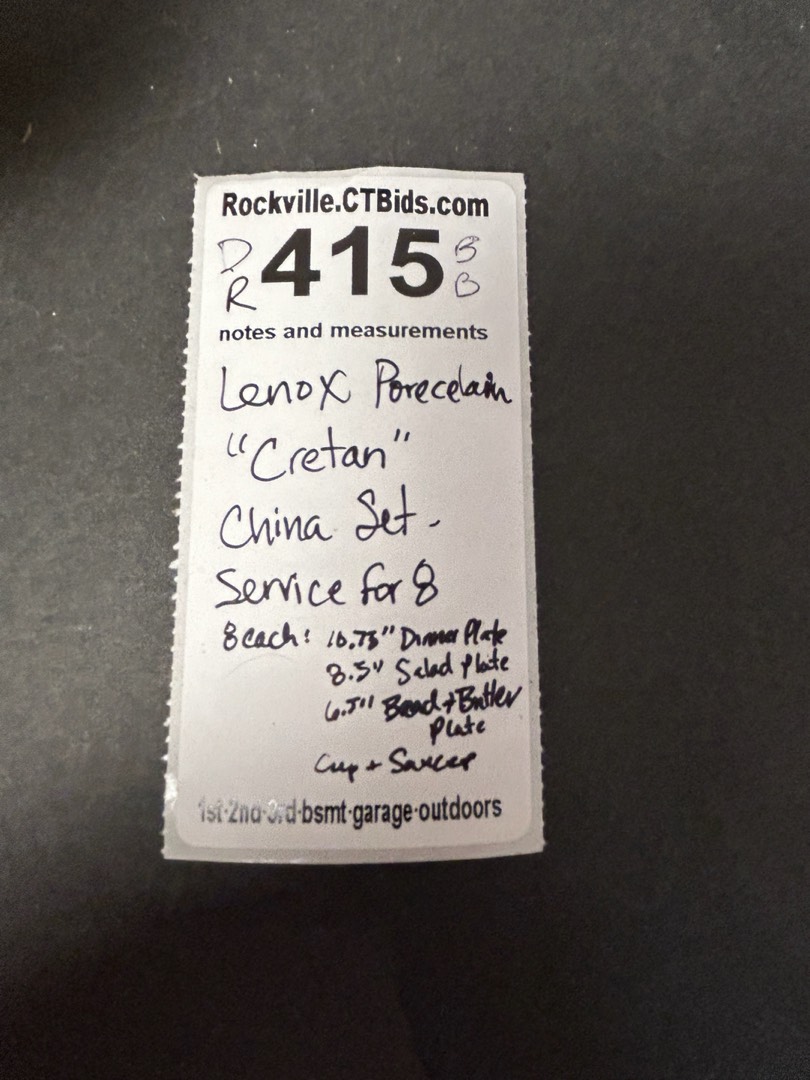 Rockville.CTBids.com
D R 415 B B
notes and measurements
Lenox Porecelain
"Cretan"
China Set.
Service for 8
8 each: 10.75" Dinner Plate
8.5" Salad Plate
6.5" Bread + Butter
Plate
Cup + Saucer
1st·2nd·3rd·bsmt·garage·outdoors